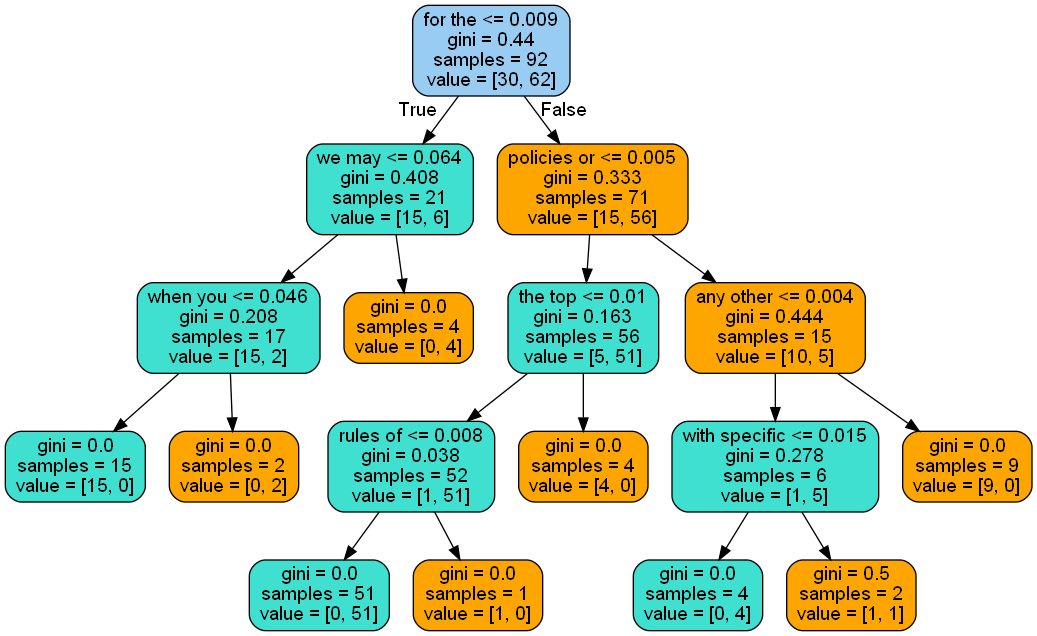 for the <= 0.009
gini = 0.44
samples = 92
value = [30, 62]
True
False
we may <= 0.064
gini = 0.408
samples = 21
value = [15, 6]
policies or <= 0.005
gini = 0.333
samples = 71
value = [15, 56]
when you <= 0.046
gini = 0.208
samples = 17
value = [15, 2]
gini = 0.0
samples = 4
value = [0, 4]
the top <= 0.01
gini = 0.163
samples = 56
value = [5, 51]
any other <= 0.004
gini = 0.444
samples = 15
value = [10, 5]
gini = 0.0
samples = 15
value = [15, 0]
gini = 0.0
samples = 2
value = [0, 2]
rules of <= 0.008
gini = 0.038
samples = 52
value = [1, 51]
gini = 0.0
samples = 4
value = [4, 0]
with specific <= 0.015
gini = 0.278
samples = 6
value = [1, 5]
gini = 0.0
samples = 9
value = [9, 0]
gini = 0.0
samples = 51
value = [0, 51]
gini = 0.0
samples = 1
value = [1, 0]
gini = 0.0
samples = 4
value = [0, 4]
gini = 0.5
samples = 2
value = [1, 1]